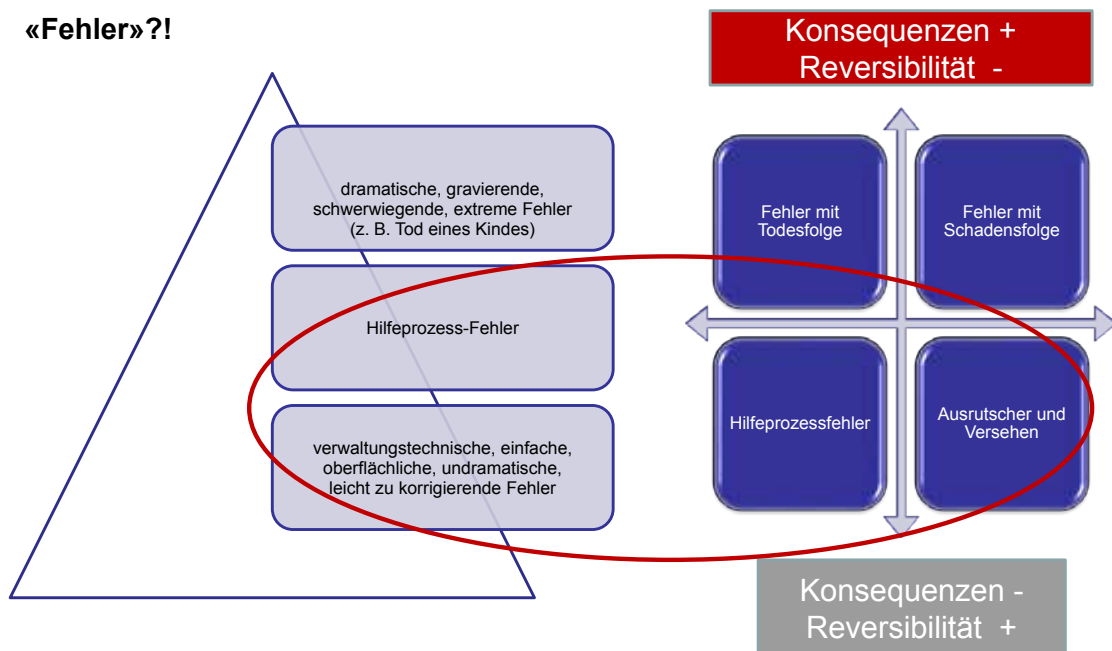 «Fehler»?!
dramatische, gravierende,
schwerwiegende, extreme Fehler
(z. B. Tod eines Kindes)
Hilfeprozess-Fehler
verwaltungstechnische, einfache,
oberflächliche, undramatische,
leicht zu korrigierende Fehler
Konsequenzen +
Reversibilität -
Fehler mit
Todesfolge
Fehler mit
Schadensfolge
Hilfeprozessfehler
Ausrutscher und
Versehen
Konsequenzen -
Reversibilität +